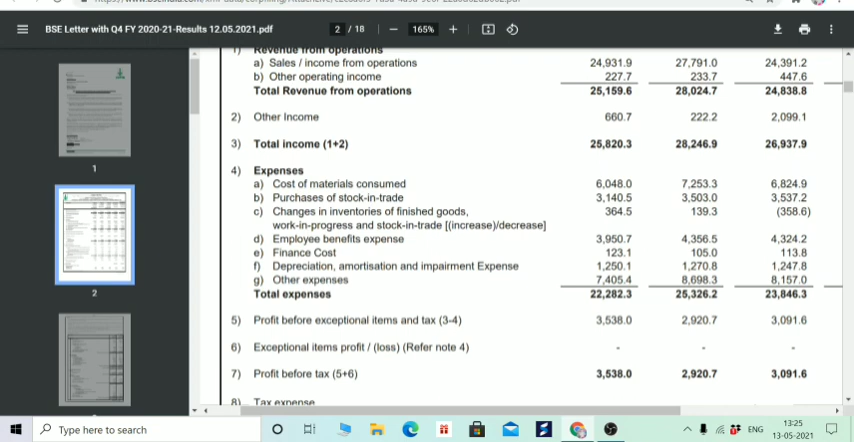 BSE Letter with Q4 FY 2020-21-Results 12.05.2021.pdf 2 / 18 — 165% +
1) Revenue from operations
a) Sales / income from operations 24,931.9 27,791.0 24,391.2
b) Other operating income 227.7 233.7 447.6
Total Revenue from operations 25,159.6 28,024.7 24,838.8
2) Other Income 660.7 222.2 2,099.1
3) Total income (1+2) 25,820.3 28,246.9 26,937.9
4) Expenses
a) Cost of materials consumed 6,048.0 7,253.3 6,824.9
b) Purchases of stock-in-trade 3,140.5 3,503.0 3,537.2
c) Changes in inventories of finished goods, 364.5 139.3 (358.6)
work-in-progress and stock-in-trade [(increase)/decrease]
d) Employee benefits expense 3,950.7 4,356.5 4,324.2
e) Finance Cost 123.1 105.0 113.8
f) Depreciation, amortisation and impairment Expense 1,250.1 1,270.8 1,247.8
g) Other expenses 7,405.4 8,698.3 8,157.0
Total expenses 22,282.3 25,326.2 23,846.3
5) Profit before exceptional items and tax (3-4) 3,538.0 2,920.7 3,091.6
6) Exceptional items profit / (loss) (Refer note 4) - - -
7) Profit before tax (5+6) 3,538.0 2,920.7 3,091.6
8) Tax expense
1
2
Type here to search
ENG
13:25
13-05-2021